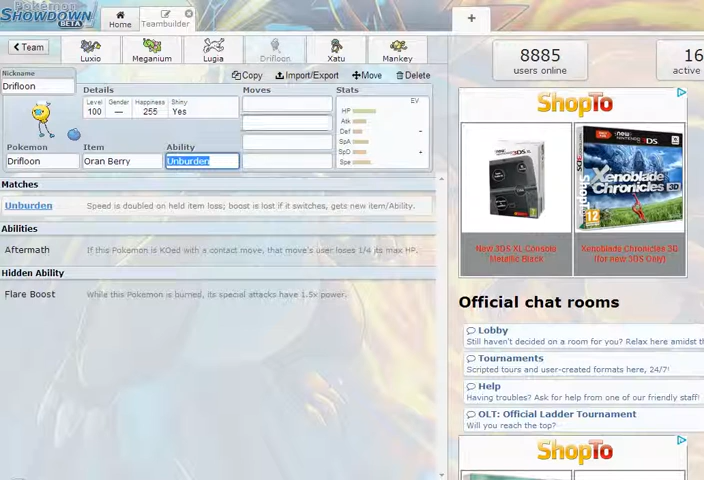 Pokémon
SHOWDOWN
BETA
Home
Teambuilder
+
Team
Luxio
Meganium
Lugia
Drifloon
Xatu
Mankey
Copy
Import/Export
Move
Delete
Nickname
Drifloon
Details
Level Gender Happiness Shiny
100 — 255 Yes
Moves
Stats
EV
HP
Atk
Def
SpA
SpD
Spe
Pokemon
Drifloon
Item
Oran Berry
Ability
Unburden
Matches
Unburden Speed is doubled on held item loss; boost is lost if it switches, gets new item/Ability.
Abilities
Aftermath If this Pokemon is KOed with a contact move, that move's user loses 1/4 its max HP.
Hidden Ability
Flare Boost While this Pokemon is burned, its special attacks have 1.5x power.
8885
users online
16
active
ShopTo
New 3DS XL Console
Metallic Black
XENOBLADE
CHRONICLES 3D
12
Xenoblade Chronicles 3D
(for new 3DS Only)
Official chat rooms
Lobby
Still haven't decided on a room for you? Relax here amidst th
Tournaments
Scripted tours and user-created formats here, 24/7!
Help
Having troubles? Ask for help from one of our friendly staff!
OLT: Official Ladder Tournament
Will you reach the top?
ShopTo